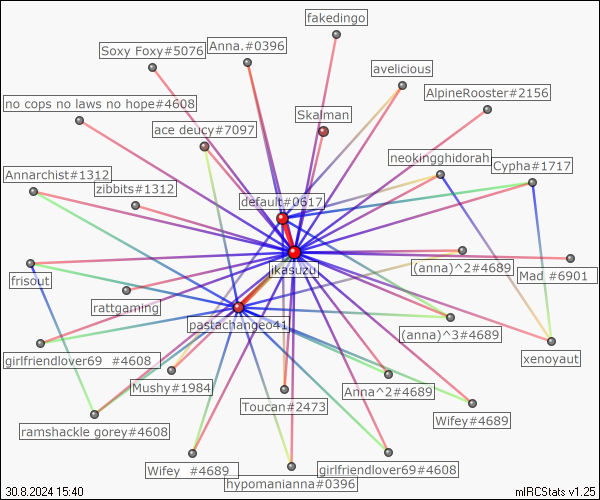 fakedingo
Soxy Foxy#5076
Anna.#0396
avelicious
no cops no laws no hope#4608
AlpineRooster#2156
Skalman
ace deucy#7097
neokingghidorah
Cypha#1717
Annarchist#1312
zibbits#1312
default#0617
ikasuzu
(anna)^2#4689
Mad #6901
frisout
rattgaming
pastachangeo41
(anna)^3#4689
girlfriendlover69 #4608
xenoyaut
Mushy#1984
Anna^2#4689
Toucan#2473
Wifey#4689
ramshackle gorey#4608
Wifey #4689
girlfriendlover69#4608
hypomanianna#0396
30.8.2024 15:40
mIRCStats v1.25